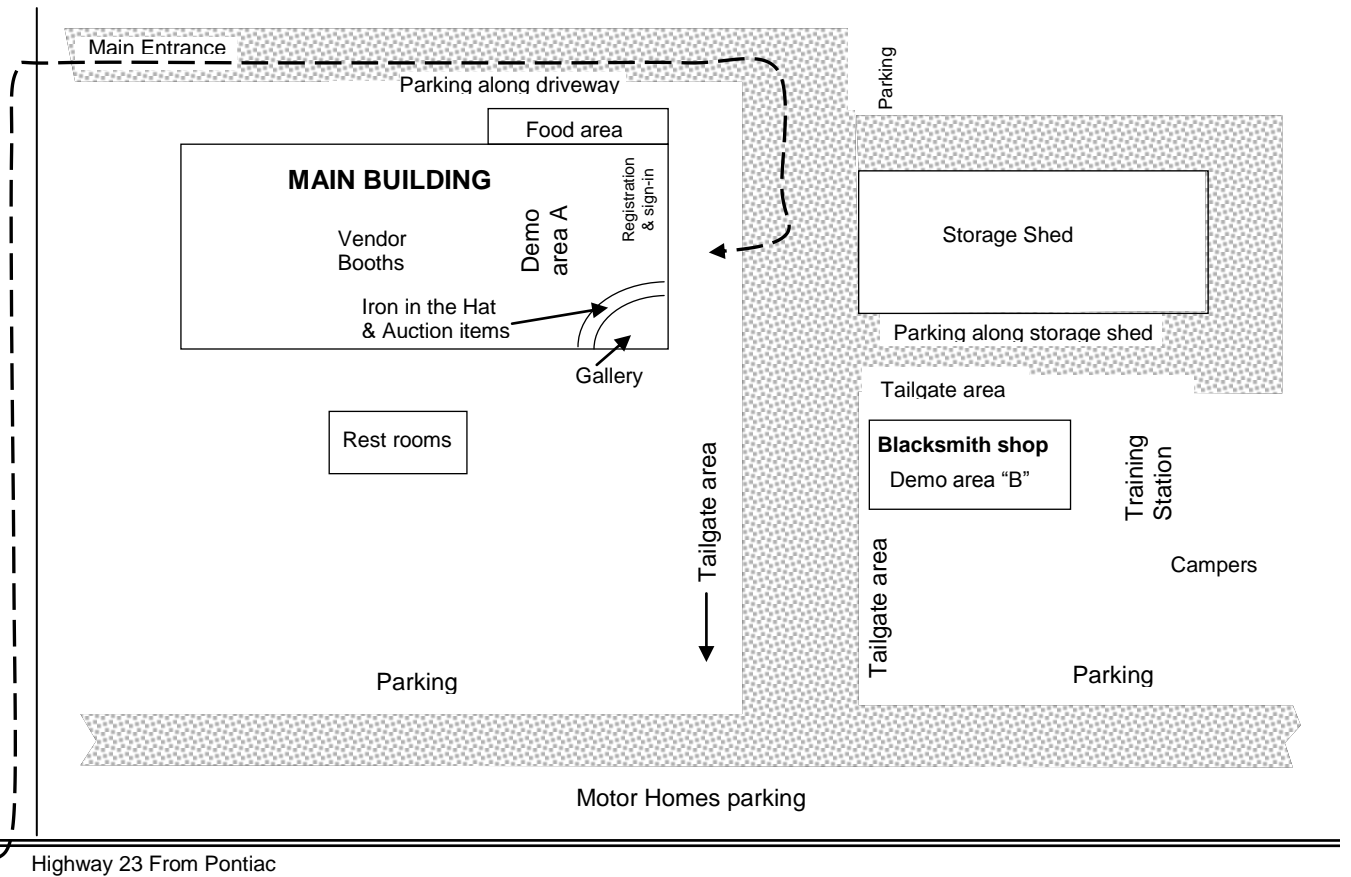 Main Entrance
Parking
Parking along driveway
Food area
MAIN BUILDING
Registration
& sign-in
Demo
area A
Vendor
Booths
Storage Shed
Iron in the Hat
& Auction items
Parking along storage shed
Gallery
Tailgate area
Rest rooms
Blacksmith shop
Demo area “B”
Training
Station
Tailgate area
Tailgate area
Campers
Parking
Parking
Motor Homes parking
Highway 23 From Pontiac